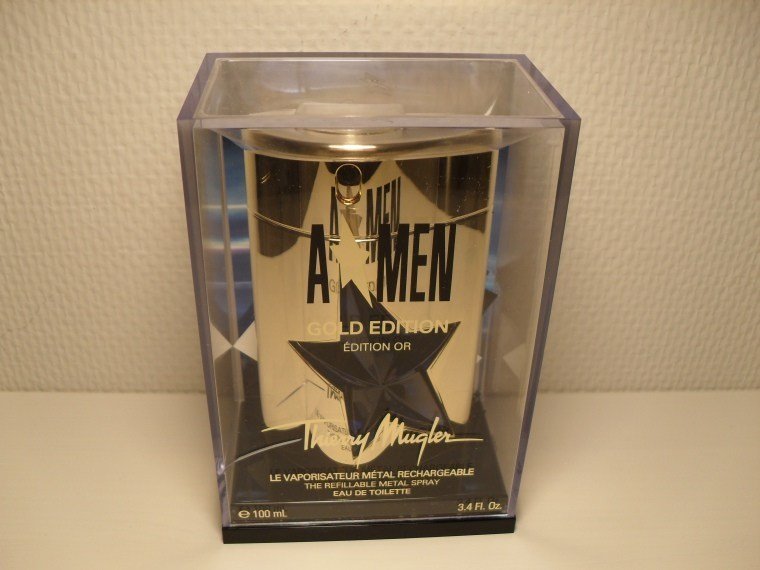 A★MEN
GOLD EDITION
ÉDITION OR
Thierry Mugler
LE VAPORISATEUR MÉTAL RECHARGEABLE
THE REFILLABLE METAL SPRAY
EAU DE TOILETTE
℮ 100 mL 3.4 Fl. Oz.